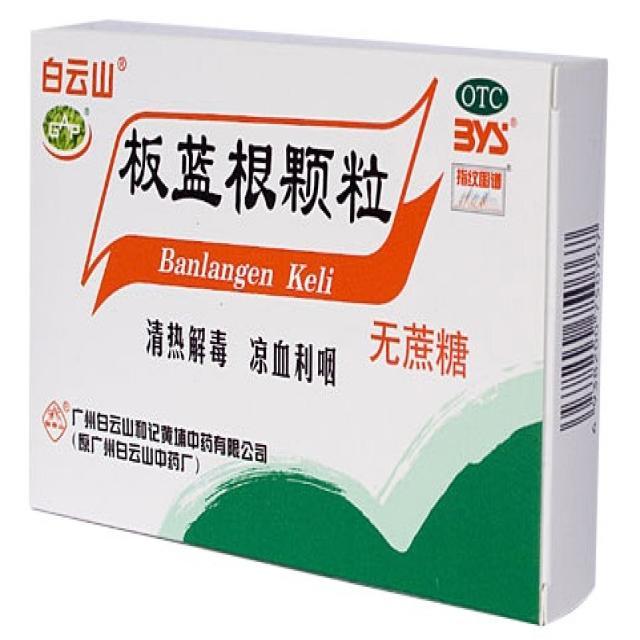 白云山®
GAP®
OTC
BYS®
指纹图谱®
板蓝根颗粒
Banlangen Keli
清热解毒 凉血利咽
无蔗糖
广州白云山和记黄埔中药有限公司
（原广州白云山中药厂）